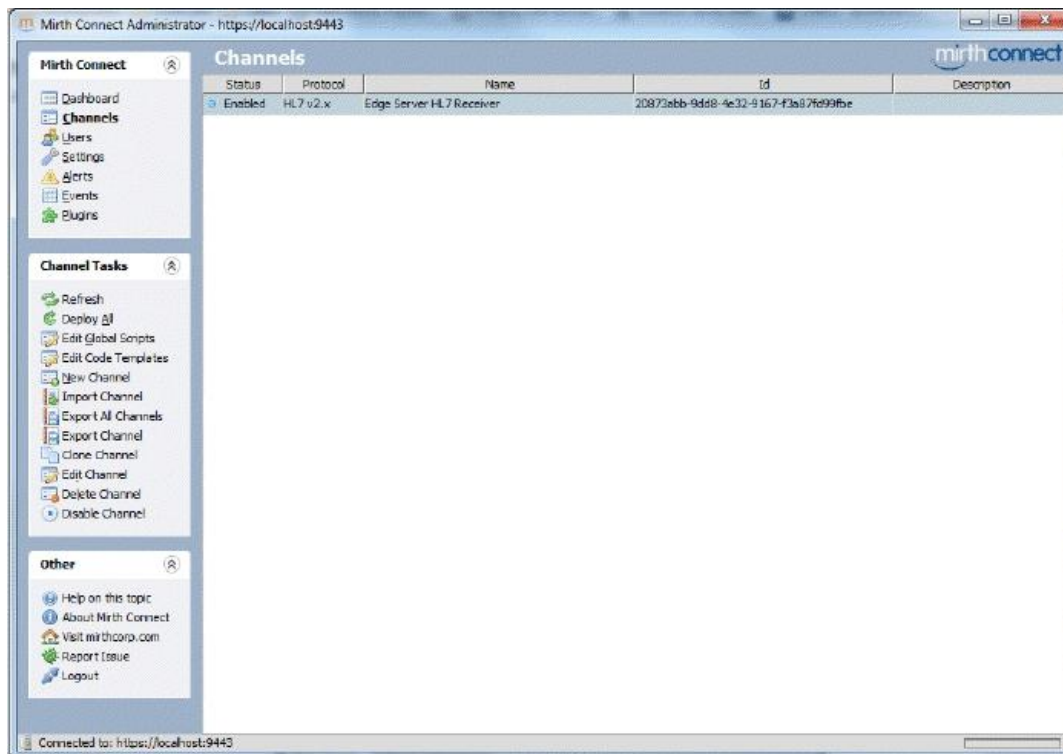 Mirth Connect Administrator - https://localhost:9443
Mirth Connect
Dashboard
Channels
Users
Settings
Alerts
Events
Plugins
Channel Tasks
Refresh
Deploy All
Edit Global Scripts
Edit Code Templates
New Channel
Import Channel
Export All Channels
Export Channel
Clone Channel
Edit Channel
Delete Channel
Disable Channel
Other
Help on this topic
About Mirth Connect
Visit mirthcorp.com
Report Issue
Logout
Channels
mirthconnect
Status Protocol Name Id Description
Enabled HL7 v2.x Edge Server HL7 Receiver 20873abb-9dd8-4e32-9167-f3a87fd99fbe
Connected to: https://localhost:9443